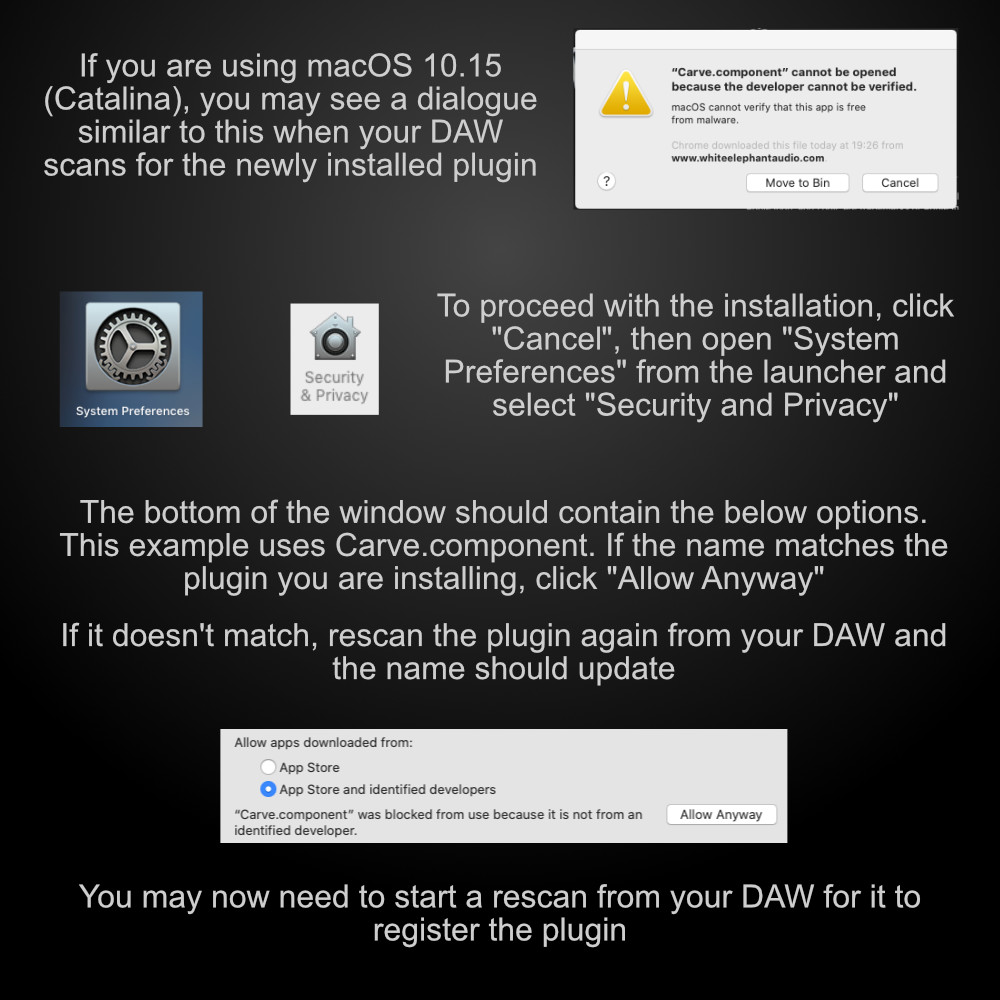 If you are using macOS 10.15
(Catalina), you may see a dialogue
similar to this when your DAW
scans for the newly installed plugin
“Carve.component” cannot be opened
because the developer cannot be verified.
macOS cannot verify that this app is free
from malware.
Chrome downloaded this file today at 19:26 from
www.whiteelephantaudio.com.
?
Move to Bin
Cancel
System Preferences
Security
& Privacy
To proceed with the installation, click
"Cancel", then open "System
Preferences" from the launcher and
select "Security and Privacy"
The bottom of the window should contain the below options.
This example uses Carve.component. If the name matches the
plugin you are installing, click "Allow Anyway"
If it doesn't match, rescan the plugin again from your DAW and
the name should update
Allow apps downloaded from:
App Store
App Store and identified developers
“Carve.component” was blocked from use because it is not from an
identified developer.
Allow Anyway
You may now need to start a rescan from your DAW for it to
register the plugin